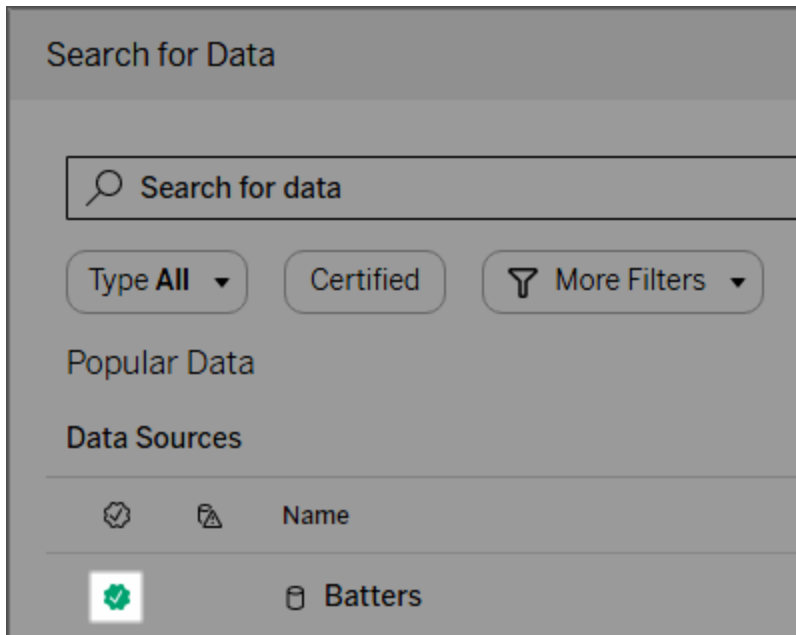 Search for Data
Search for data
Type All Certified More Filters
Popular Data
Data Sources
Name
Batters